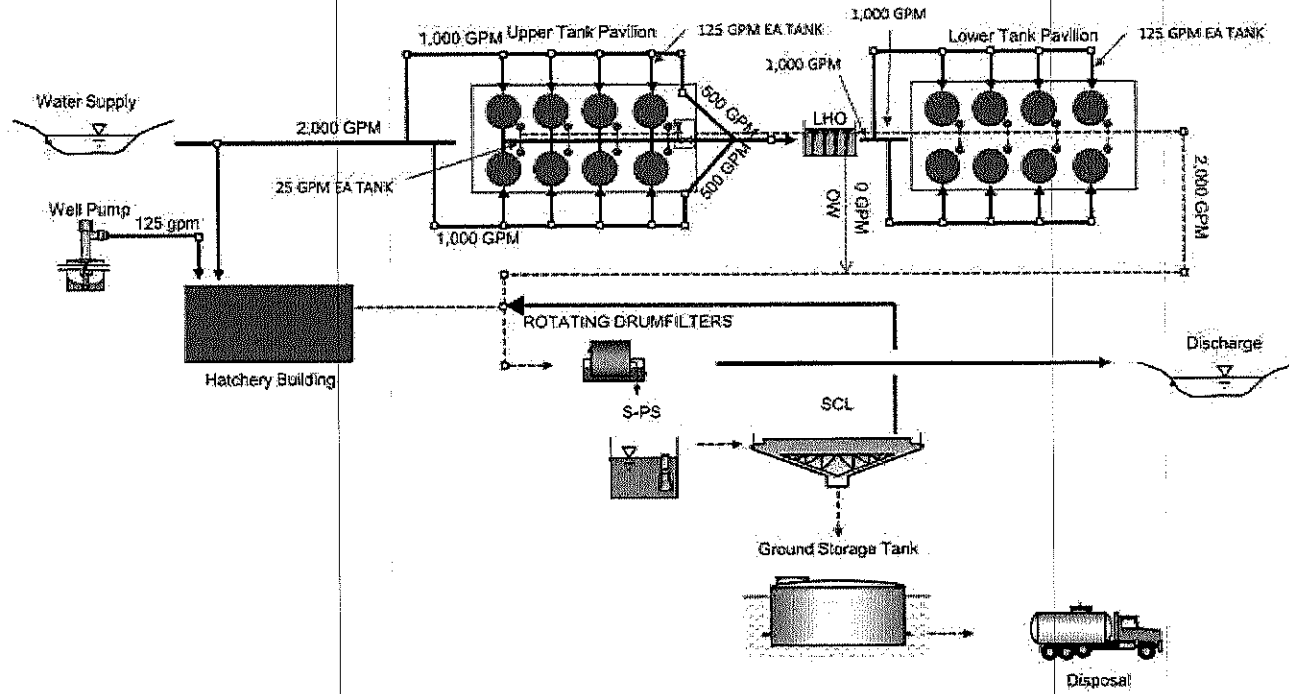 1,000 GPM
Upper Tank Pavilion
125 GPM EA TANK
1,000 GPM
Lower Tank Pavilion
125 GPM EA TANK
1,000 GPM
Water Supply
2,000 GPM
500 GPM
LHO
500 GPM
25 GPM EA TANK
0 GPM
OW
2,000 GPM
Well Pump
125 gpm
1,000 GPM
ROTATING DRUMFILTERS
Hatchery Building
Discharge
S-PS
SCL
Ground Storage Tank
Disposal